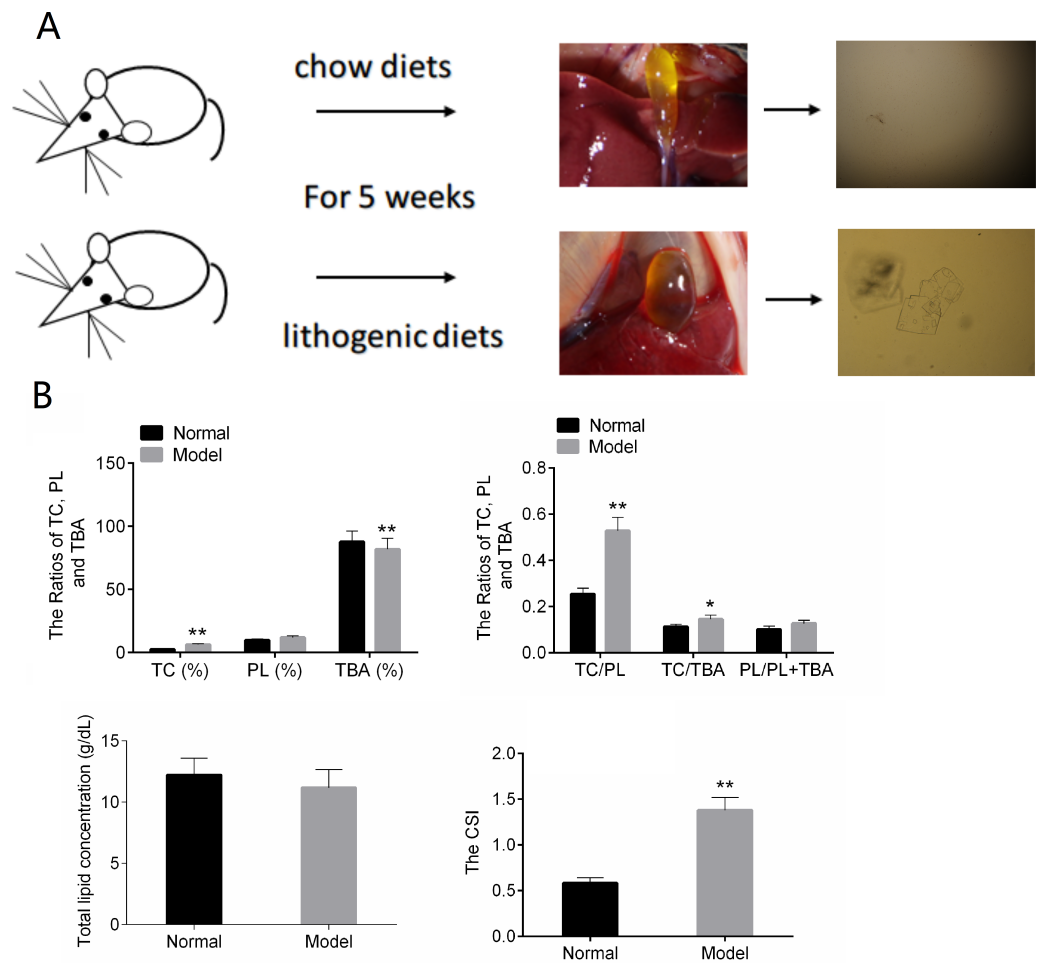 A
chow diets
For 5 weeks
lithogenic diets
B
Normal
Model
The Ratios of TC, PL
and TBA
150
100
50
0
**
**
TC (%)
PL (%)
TBA (%)
Normal
Model
The Ratios of TC, PL
and TBA
0.8
0.6
0.4
0.2
0.0
**
*
TC/PL
TC/TBA
PL/PL+TBA
Total lipid concentration (g/dL)
15
10
5
0
Normal
Model
The CSI
2.0
1.5
1.0
0.5
0.0
**
Normal
Model